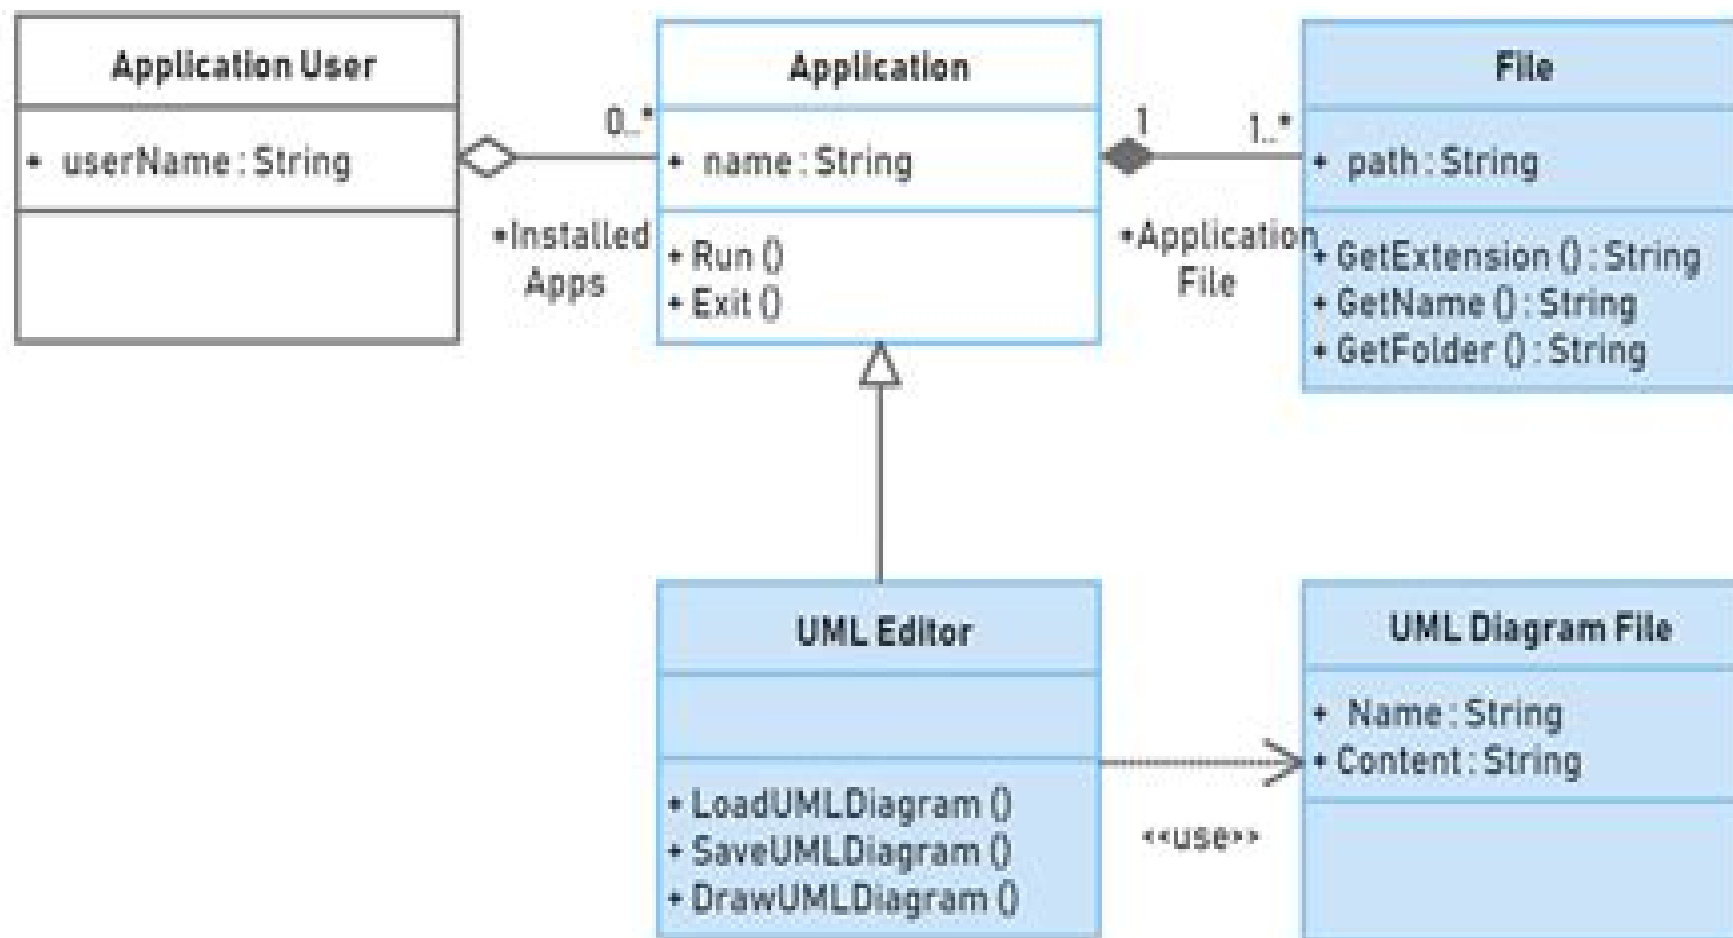 Application User
+ userName : String
0..*
+Installed
Apps
Application
+ name : String
+ Run ()
+ Exit ()
1
1..*
+Application
File
File
+ path : String
+ GetExtension () : String
+ GetName () : String
+ GetFolder () : String
UML Editor
+ LoadUMLDiagram ()
+ SaveUMLDiagram ()
+ DrawUMLDiagram ()
<<use>>
UML Diagram File
+ Name : String
+ Content : String